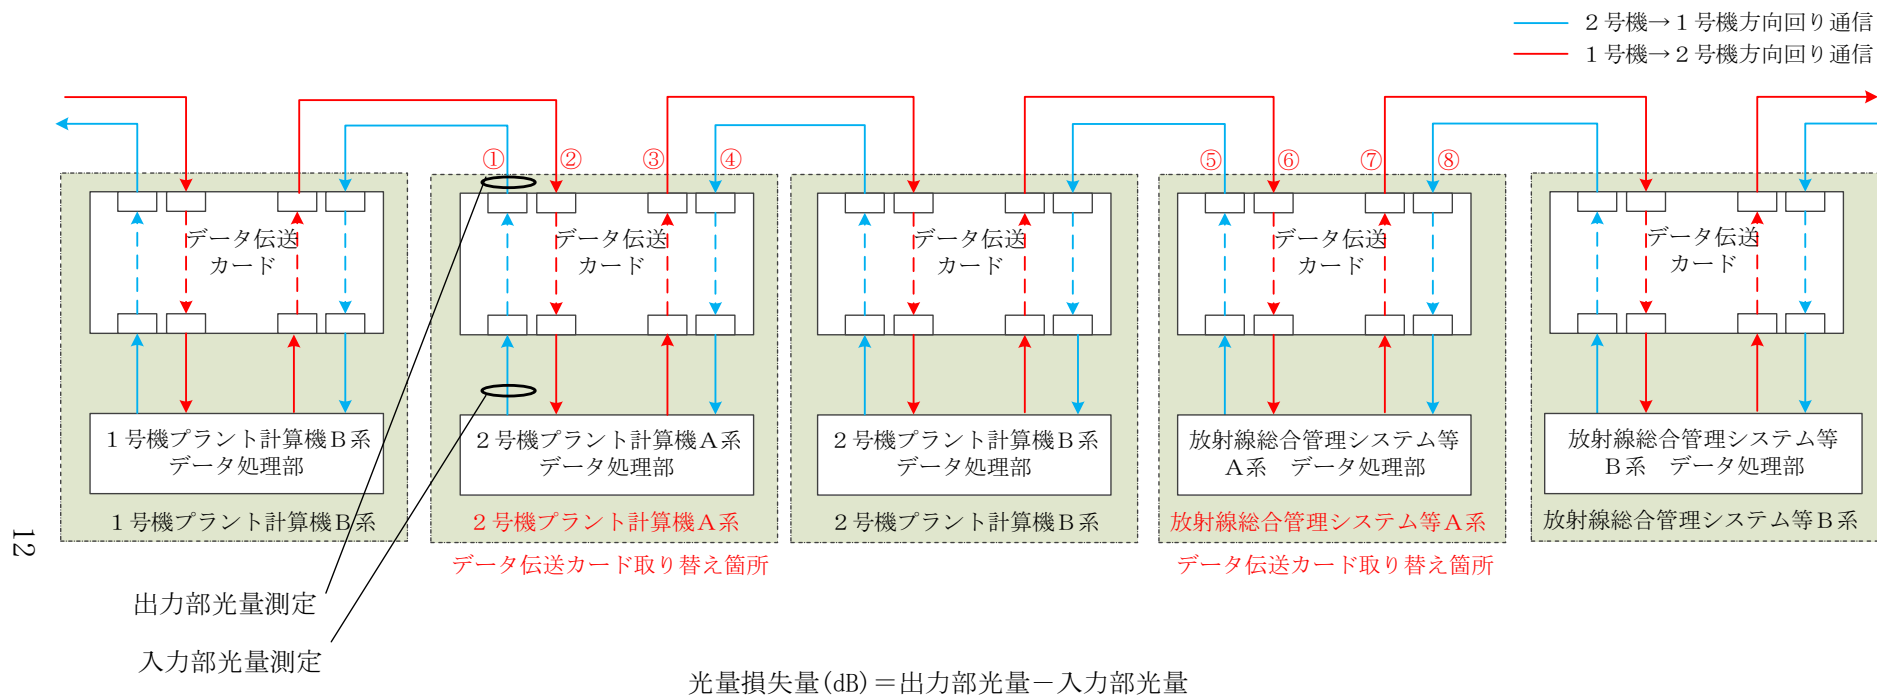 ２号機→１号機方向回り通信
１号機→２号機方向回り通信
①
②
③
④
⑤
⑥
⑦
⑧
データ伝送
カード
データ伝送
カード
データ伝送
カード
データ伝送
カード
データ伝送
カード
１号機プラント計算機Ｂ系
データ処理部
２号機プラント計算機Ａ系
データ処理部
２号機プラント計算機Ｂ系
データ処理部
放射線総合管理システム等
Ａ系　データ処理部
放射線総合管理システム等
Ｂ系　データ処理部
１号機プラント計算機Ｂ系
２号機プラント計算機Ａ系
２号機プラント計算機Ｂ系
放射線総合管理システム等Ａ系
放射線総合管理システム等Ｂ系
データ伝送カード取り替え箇所
データ伝送カード取り替え箇所
出力部光量測定
入力部光量測定
光量損失量(dB)＝出力部光量－入力部光量
12